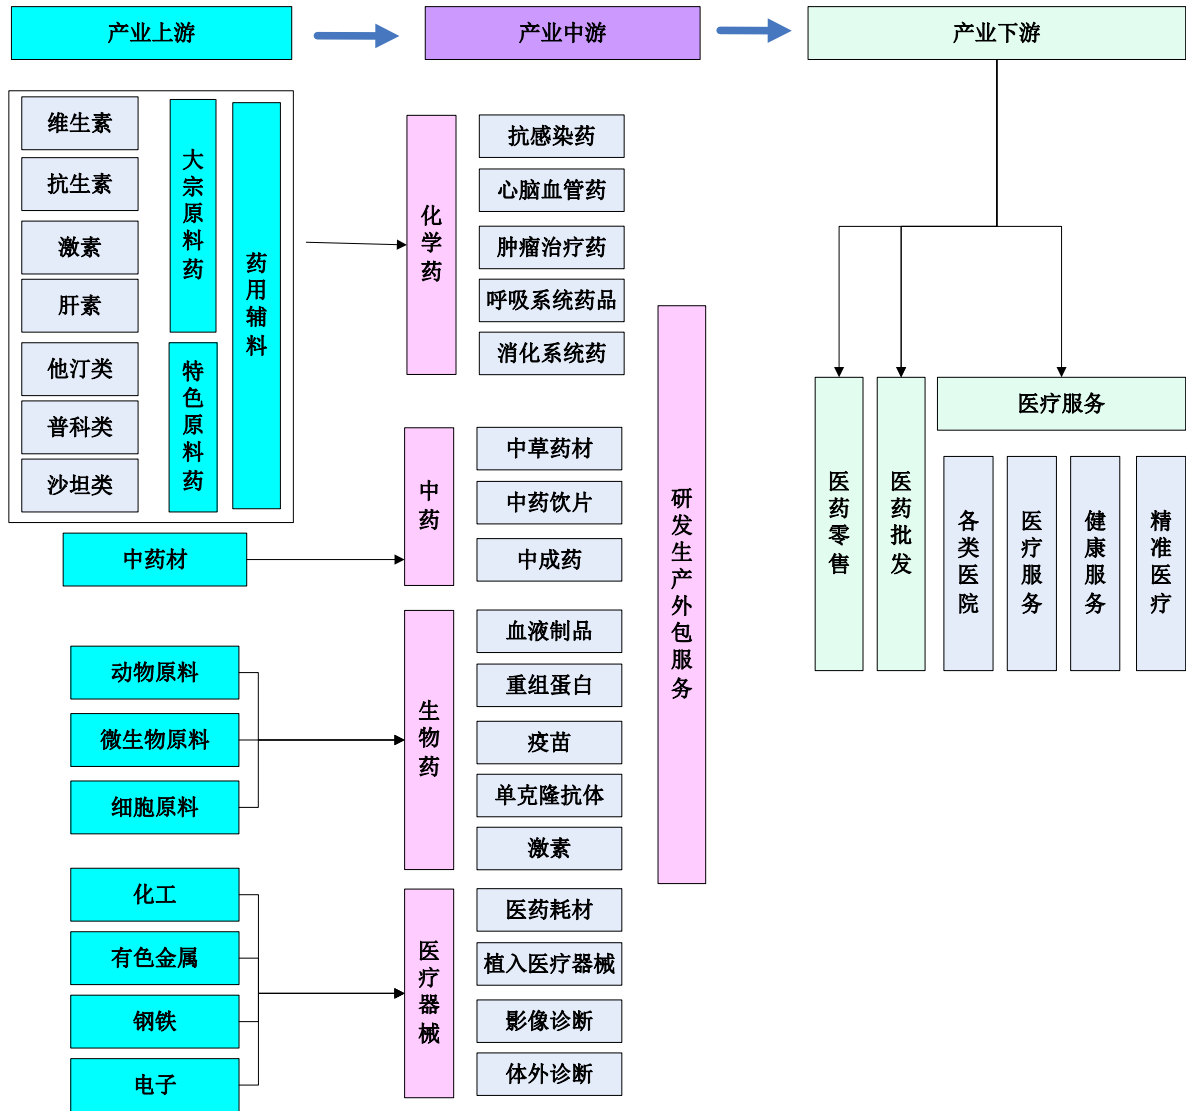 产业上游
产业中游
产业下游
维生素
抗生素
激素
肝素
他汀类
普科类
沙坦类
大宗原料药
特色原料药
药用辅料
中药材
动物原料
微生物原料
细胞原料
化工
有色金属
钢铁
电子
化学药
抗感染药
心脑血管药
肿瘤治疗药
呼吸系统药品
消化系统药
中药
中草药材
中药饮片
中成药
生物药
血液制品
重组蛋白
疫苗
单克隆抗体
激素
医疗器械
医药耗材
植入医疗器械
影像诊断
体外诊断
研发生产外包服务
医药零售
医药批发
医疗服务
各类医院
医疗服务
健康服务
精准医疗